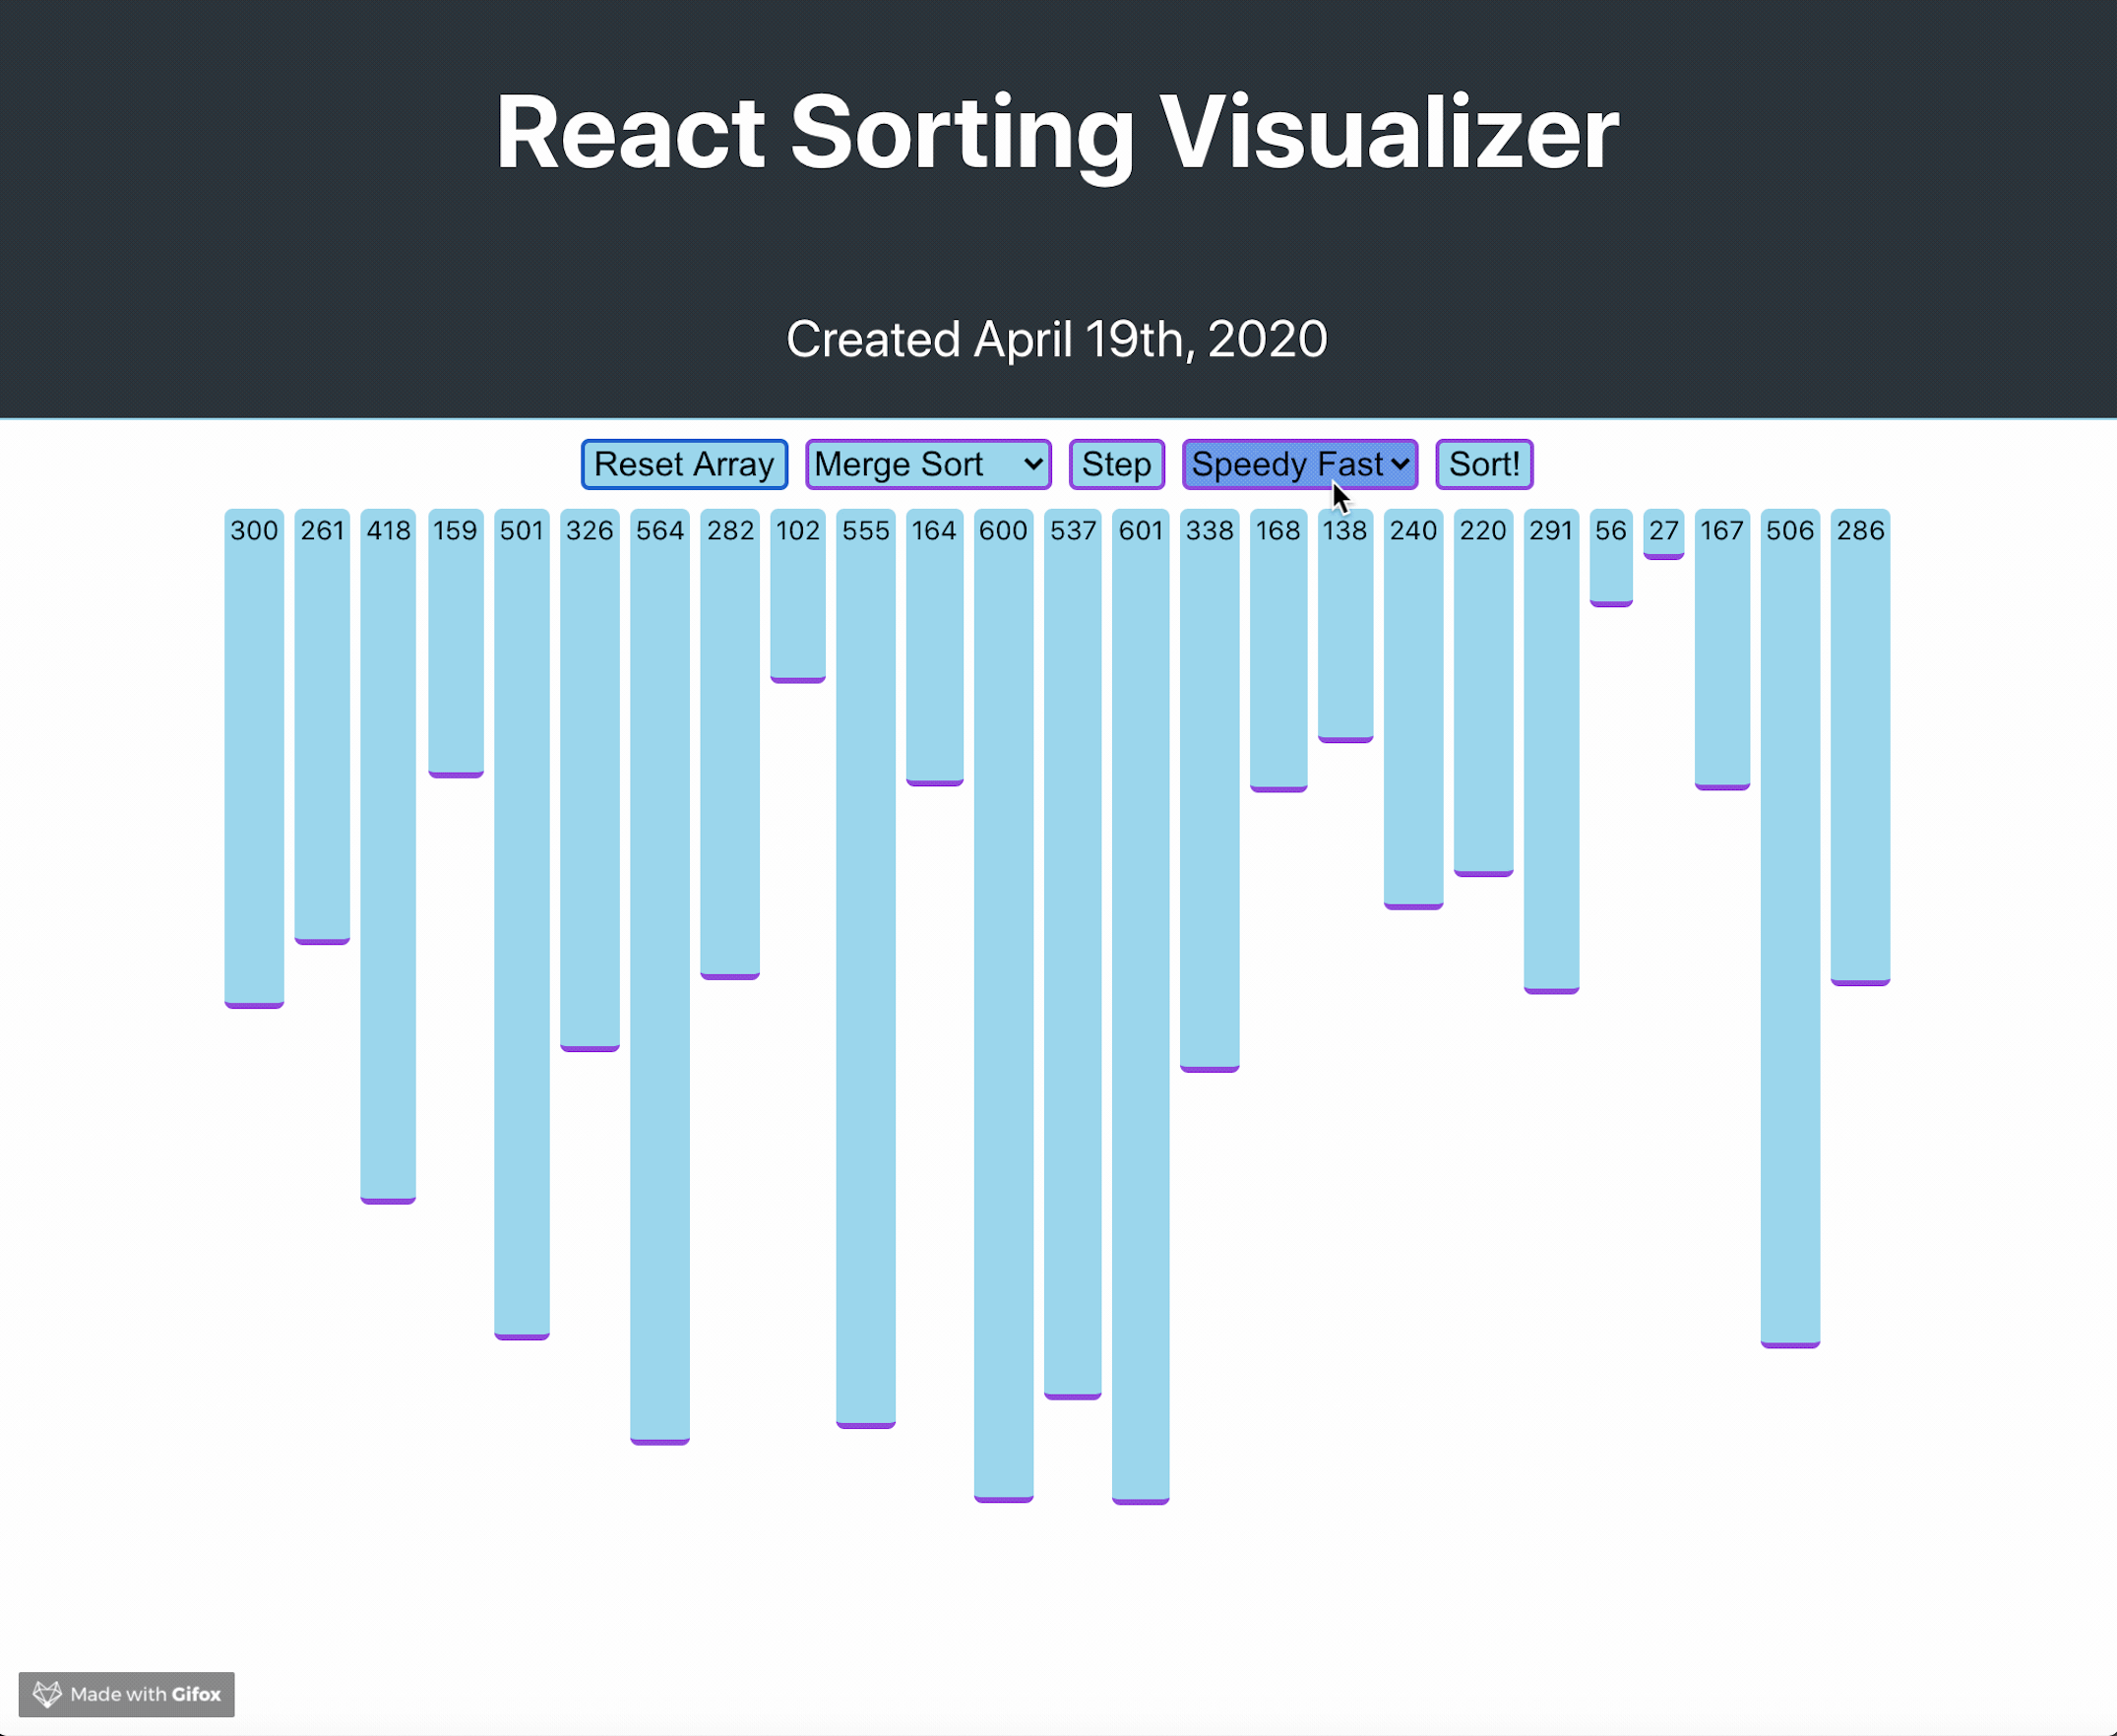 React Sorting Visualizer
Created April 19th, 2020
Reset Array Merge Sort Step Speedy Fast Sort!
300 261 418 159 501 326 564 282 102 555 164 600 537 601 338 168 138 240 220 291 56 27 167 506 286
Made with Gifox